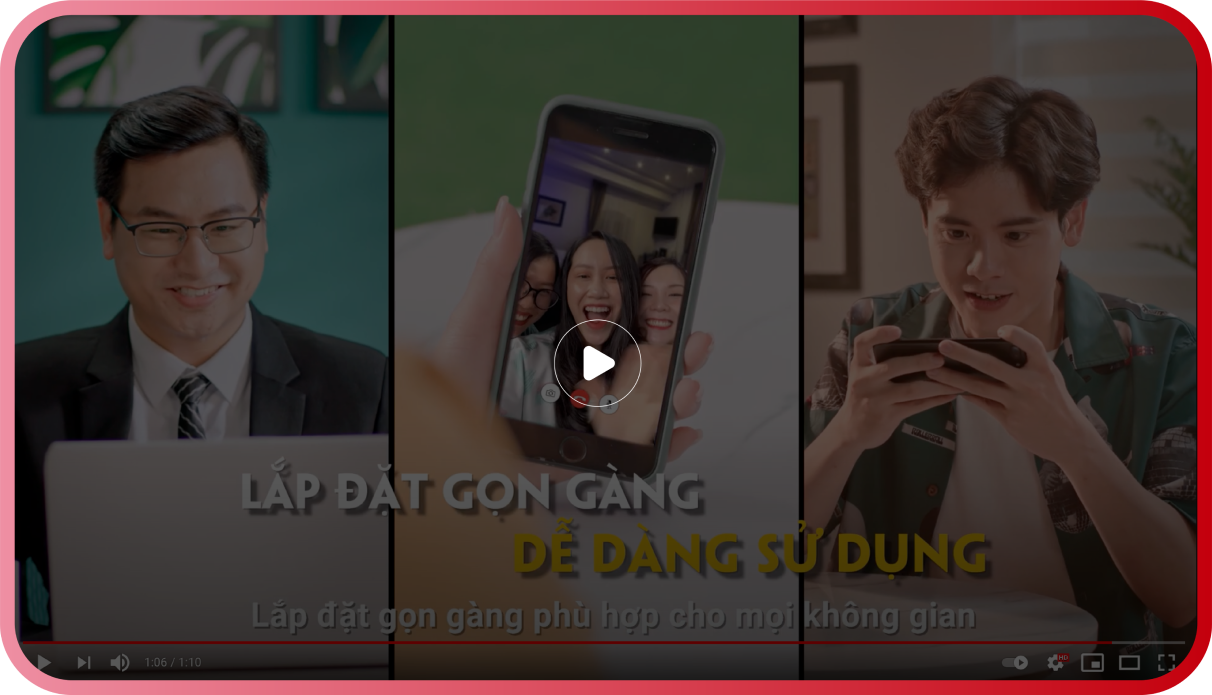 LẮP ĐẶT GỌN GÀNG
DỄ DÀNG SỬ DỤNG
Lắp đặt gọn gàng phù hợp cho mọi không gian
1:06 / 1:10
HD